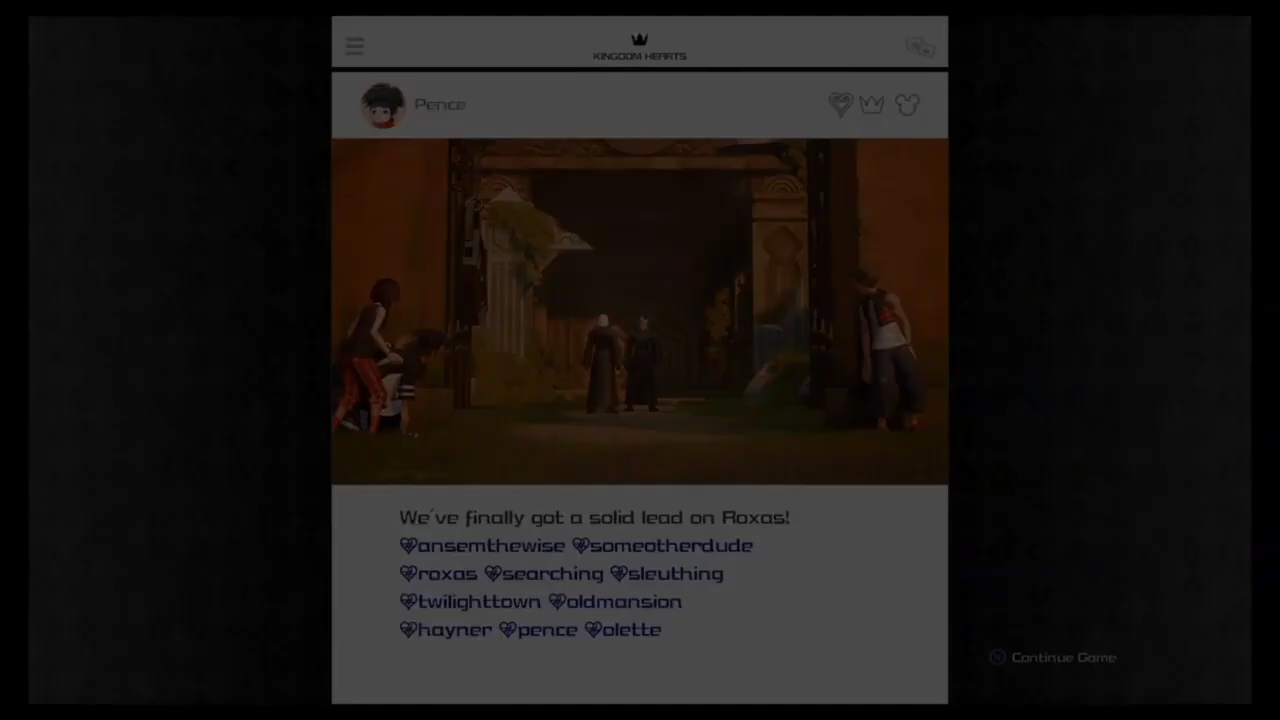 KINGDOM HEARTS
Pence
We've finally got a solid lead on Roxas!
ansemthewise someotherdude
roxas searching sleuthing
twilighttown oldmansion
hayner pence olette
Continue Game